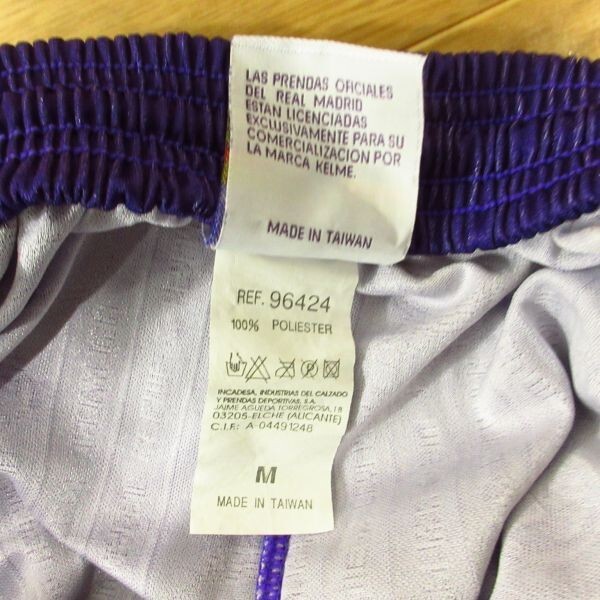 LAS PRENDAS OFICIALES
DEL REAL MADRID
ESTAN LICENCIADAS
EXCLUSIVAMENTE PARA SU
COMERCIALIZACION POR
LA MARCA KELME.
MADE IN TAIWAN
REF. 96424
100% POLIESTER
INCADESA, INDUSTRIAS DEL CALZADO
Y PRENDAS DEPORTIVAS, S.A.
JAIME AGUEDA TORREGROSA, 18
03205-ELCHE (ALICANTE)
C.I.F.: A-04491248
M
MADE IN TAIWAN